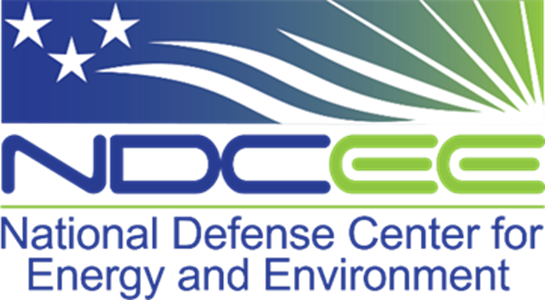 NDCEE
National Defense Center for
Energy and Environment